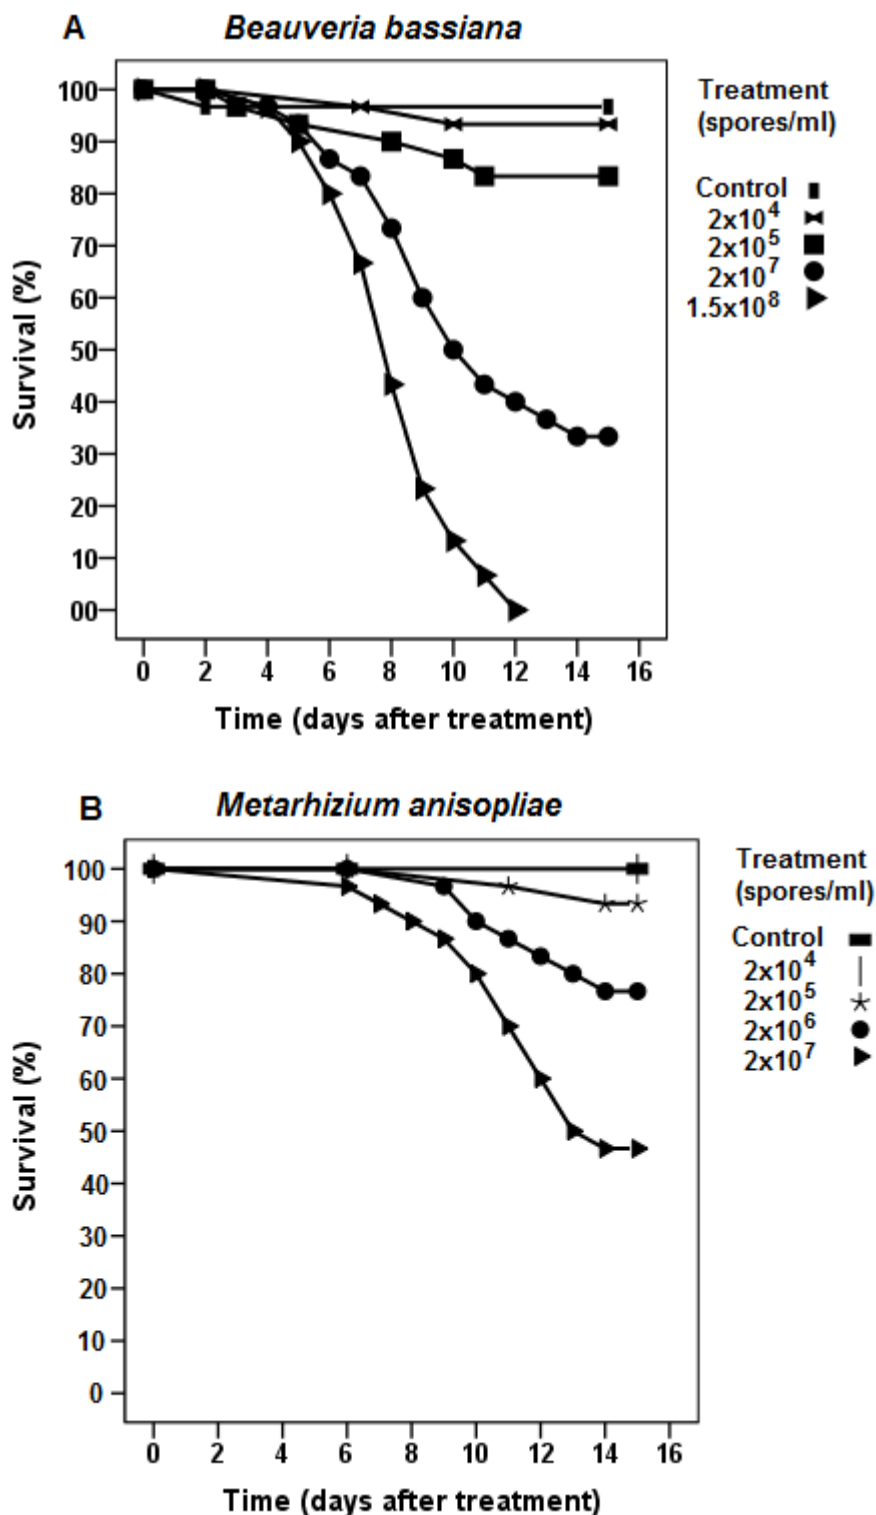 A Beauveria bassiana
Treatment
(spores/ml)
Control
2x10⁴
2x10⁵
2x10⁷
1.5x10⁸
Survival (%)
100
90
80
70
60
50
40
30
20
10
00
0 2 4 6 8 10 12 14 16
Time (days after treatment)
B Metarhizium anisopliae
Treatment
(spores/ml)
Control
2x10⁴
2x10⁵
2x10⁶
2x10⁷
Survival (%)
100
90
80
70
60
50
40
30
20
10
0
0 2 4 6 8 10 12 14 16
Time (days after treatment)